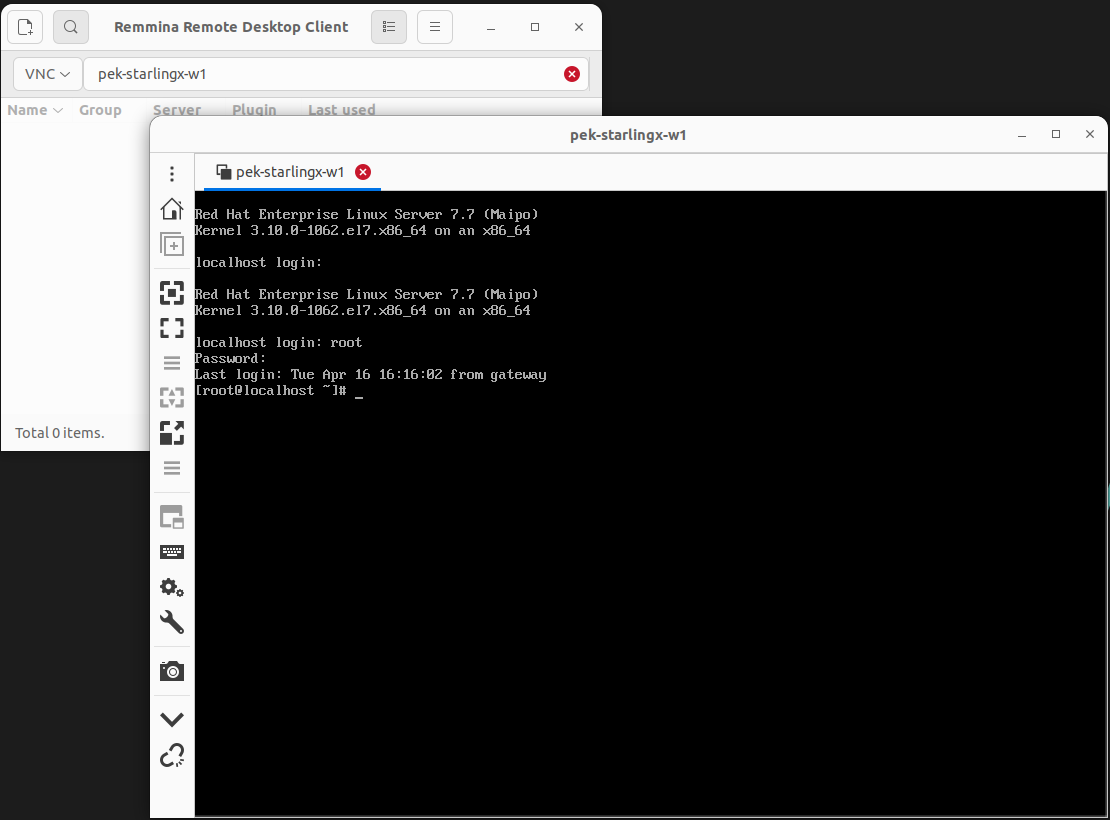 Remmina Remote Desktop Client
VNC
pek-starlingx-w1
Name
Group
Server
Plugin
Last used
Total 0 items.
pek-starlingx-w1
pek-starlingx-w1
Red Hat Enterprise Linux Server 7.7 (Maipo)
Kernel 3.10.0-1062.el7.x86_64 on an x86_64
localhost login:
Red Hat Enterprise Linux Server 7.7 (Maipo)
Kernel 3.10.0-1062.el7.x86_64 on an x86_64
localhost login: root
Password:
Last login: Tue Apr 16 16:16:02 from gateway
[root@localhost ~]# _